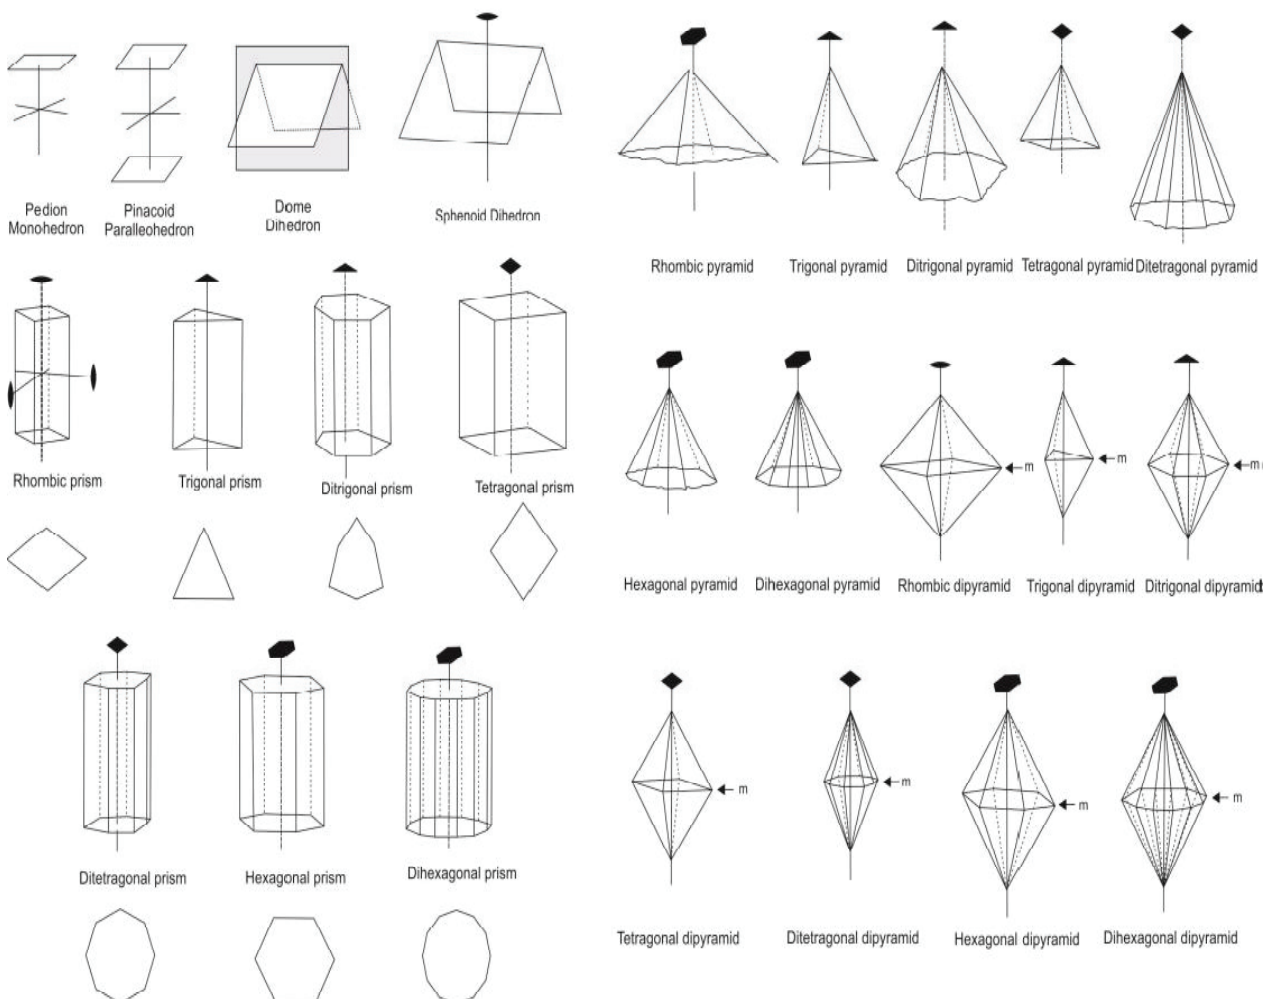 Pedion
Monohedron
Pinacoid
Paralleohedron
Dome
Dihedron
Sphenoid Dihedron
Rhombic prism
Trigonal prism
Ditrigonal prism
Tetragonal prism
Ditetragonal prism
Hexagonal prism
Dihexagonal prism
Rhombic pyramid
Trigonal pyramid
Ditrigonal pyramid
Tetragonal pyramid
Ditetragonal pyramid
m
m
m
Hexagonal pyramid
Dihexagonal pyramid
Rhombic dipyramid
Trigonal dipyramid
Ditrigonal dipyramid
m
m
m
m
Tetragonal dipyramid
Ditetragonal dipyramid
Hexagonal dipyramid
Dihexagonal dipyramid